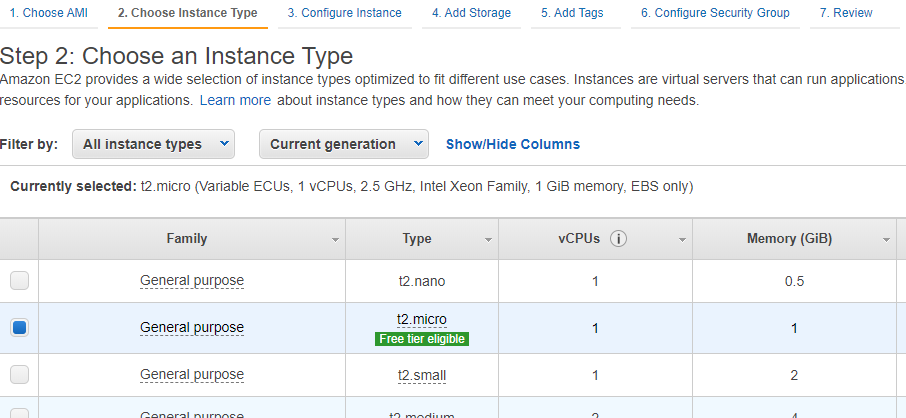 1. Choose AMI 2. Choose Instance Type 3. Configure Instance 4. Add Storage 5. Add Tags 6. Configure Security Group 7. Review
Step 2: Choose an Instance Type
Amazon EC2 provides a wide selection of instance types optimized to fit different use cases. Instances are virtual servers that can run applications
resources for your applications. Learn more about instance types and how they can meet your computing needs.
Filter by: All instance types Current generation Show/Hide Columns
Currently selected: t2.micro (Variable ECUs, 1 vCPUs, 2.5 GHz, Intel Xeon Family, 1 GiB memory, EBS only)
Family Type vCPUs i Memory (GiB)
General purpose t2.nano 1 0.5
General purpose t2.micro 1 1
Free tier eligible
General purpose t2.small 1 2
General purpose t2.medium 2 4